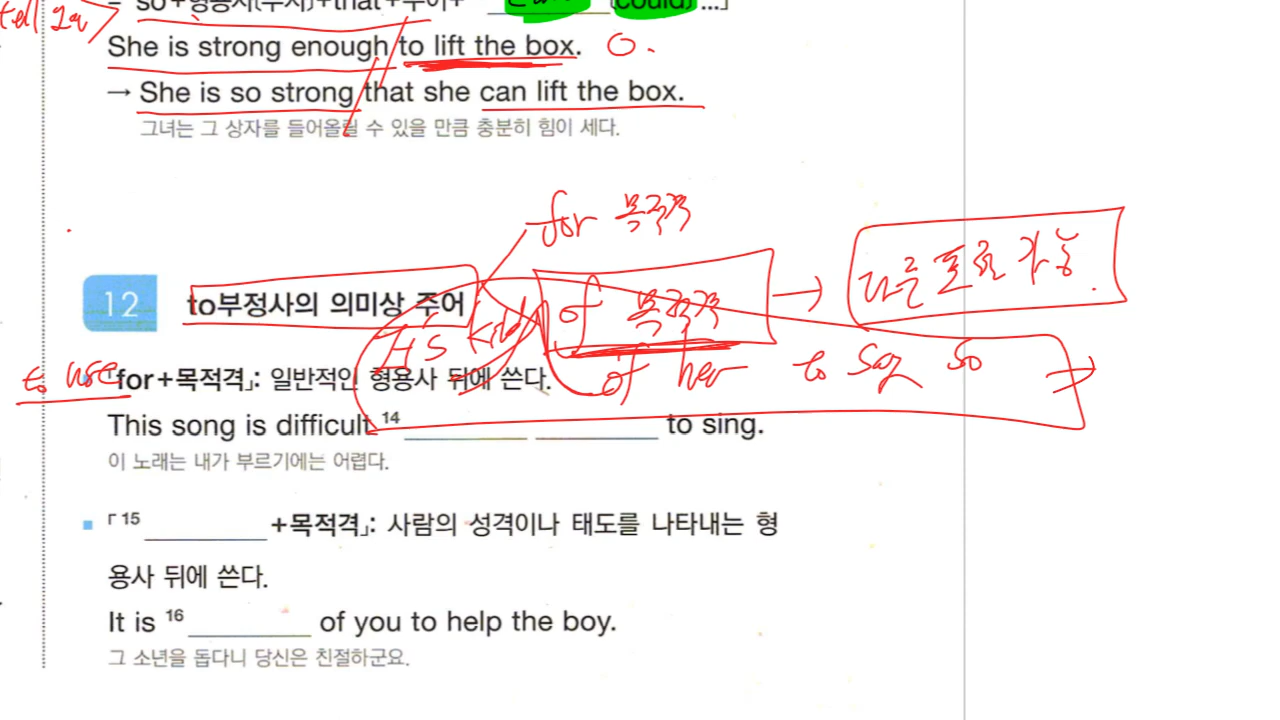 = so+형용사[부사]+that+주어+ (could) ...]
She is strong enough to lift the box. O.
→ She is so strong that she can lift the box.
그녀는 그 상자를 들어올릴 수 있을 만큼 충분히 힘이 세다.
for 목적격
12 to부정사의 의미상 주어 of 목적격 → 다른 표현 가능
It's kind of her to say so
to use
「for+목적격」: 일반적인 형용사 뒤에 쓴다.
This song is difficult 14 to sing.
이 노래는 내가 부르기에는 어렵다.
「15 +목적격」: 사람의 성격이나 태도를 나타내는 형
용사 뒤에 쓴다.
It is 16 of you to help the boy.
그 소년을 돕다니 당신은 친절하군요.